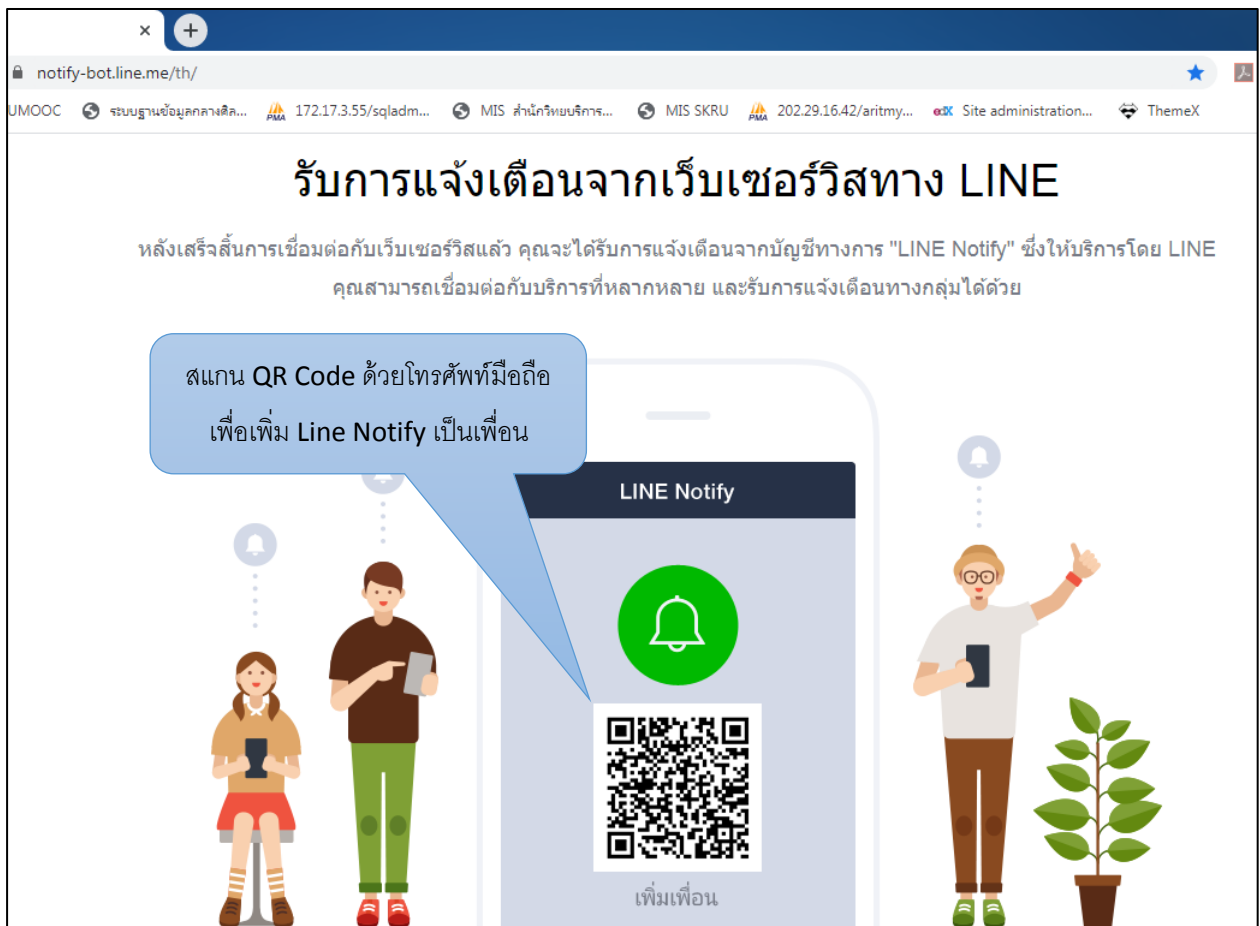 notify-bot.line.me/th/
UMOOC ระบบฐานข้อมูลกลางศิล... 172.17.3.55/sqladm... MIS สำนักวิทยบริการ... MIS SKRU 202.29.16.42/aritmy... Site administration... ThemeX
รับการแจ้งเตือนจากเว็บเซอร์วิสทาง LINE
หลังเสร็จสิ้นการเชื่อมต่อกับเว็บเซอร์วิสแล้ว คุณจะได้รับการแจ้งเตือนจากบัญชีทางการ "LINE Notify" ซึ่งให้บริการโดย LINE
คุณสามารถเชื่อมต่อกับบริการที่หลากหลาย และรับการแจ้งเตือนทางกลุ่มได้ด้วย
สแกน QR Code ด้วยโทรศัพท์มือถือ
เพื่อเพิ่ม Line Notify เป็นเพื่อน
LINE Notify
เพิ่มเพื่อน